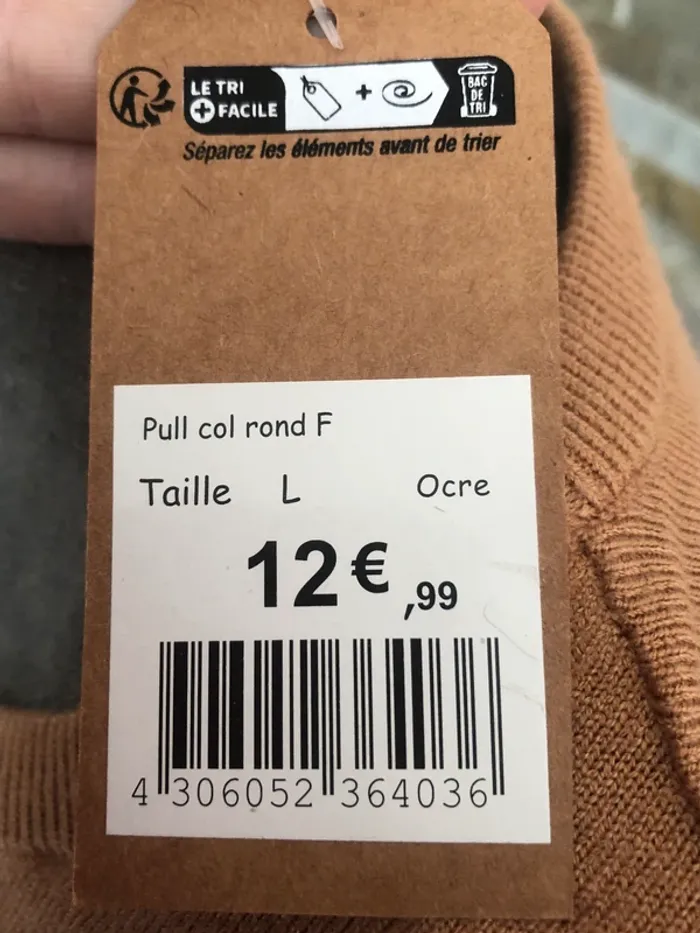 LE TRI
+ FACILE
+
BAC
DE
TRI
Séparez les éléments avant de trier
Pull col rond F
Taille L Ocre
12€,99
4 306052 364036